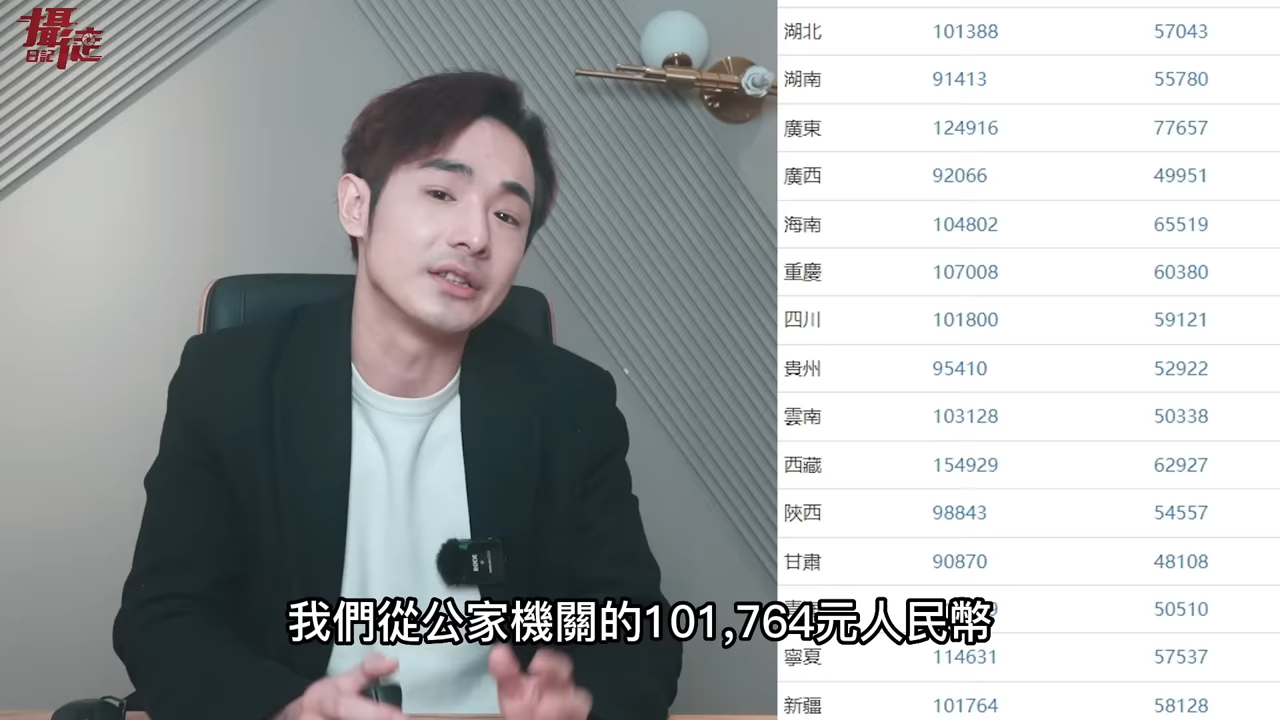 攝徒
日記
湖北 101388 57043
湖南 91413 55780
廣東 124916 77657
廣西 92066 49951
海南 104802 65519
重慶 107008 60380
四川 101800 59121
貴州 95410 52922
雲南 103128 50338
西藏 154929 62927
陝西 98843 54557
甘肅 90870 48108
50510
我們從公家機關的101,764元人民幣
寧夏 114631 57537
新疆 101764 58128